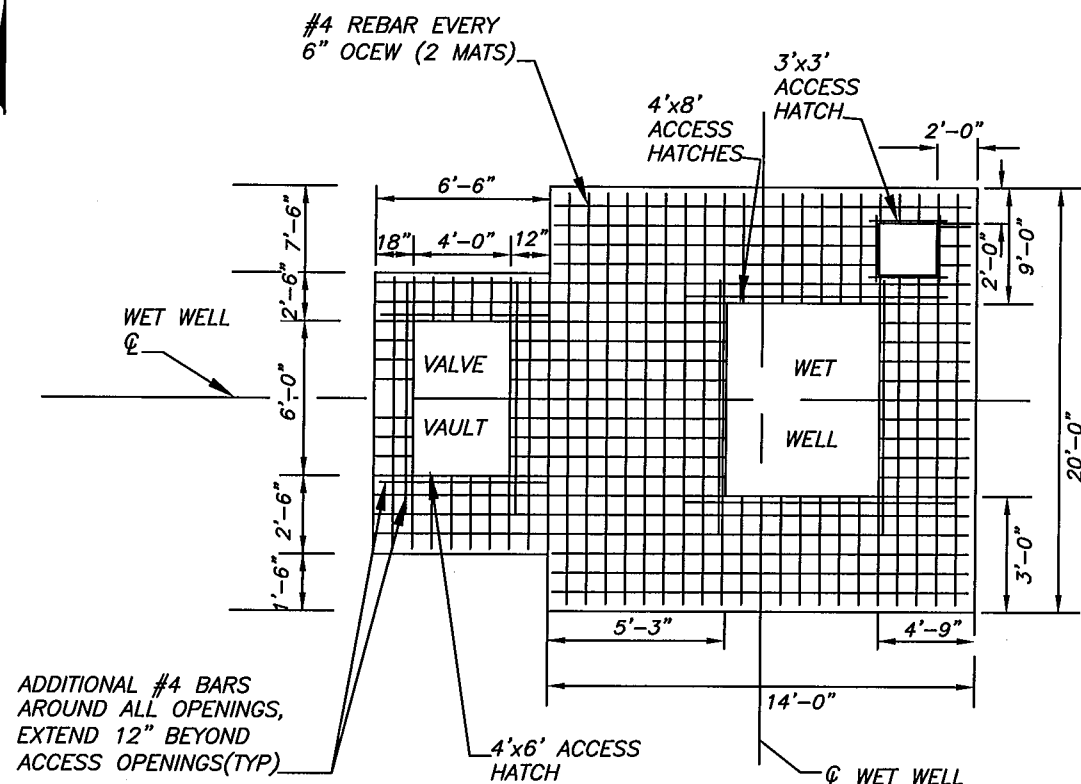 #4 REBAR EVERY
6" OCEW (2 MATS)
3'x3'
ACCESS
HATCH
4'x8'
ACCESS
HATCHES
2'-0"
6'-6"
18" 4'-0" 12"
7'-6"
2'-6"
6'-0"
2'-6"
1'-6"
2'-0"
9'-0"
20'-0"
3'-0"
WET WELL
℄
VALVE
VAULT
WET
WELL
5'-3"
4'-9"
14'-0"
ADDITIONAL #4 BARS
AROUND ALL OPENINGS,
EXTEND 12" BEYOND
ACCESS OPENINGS(TYP)
4'x6' ACCESS
HATCH
℄ WET WELL